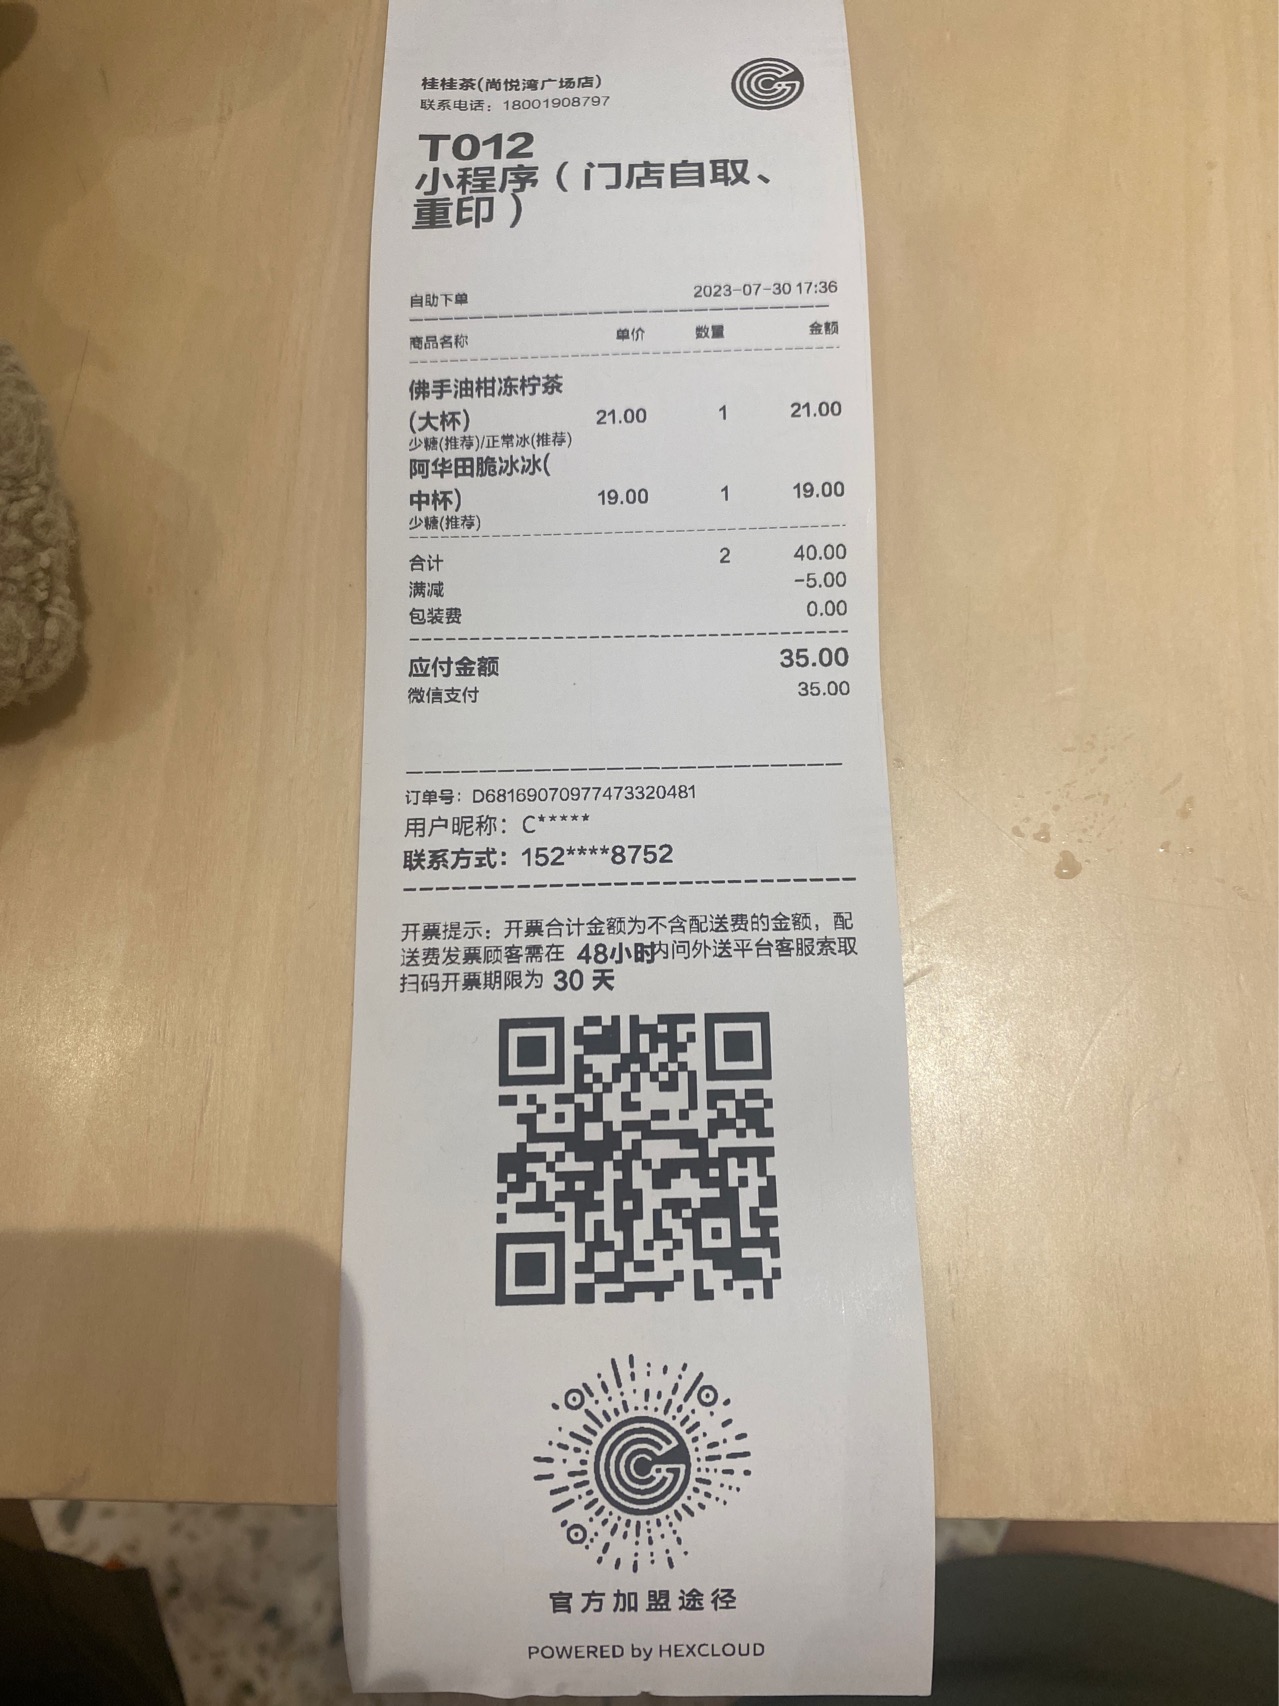 桂桂茶(尚悦湾广场店)
联系电话：18001908797
T012
小程序（门店自取、
重印）
自助下单 2023-07-30 17:36
商品名称 单价 数量 金额
佛手油柑冻柠茶
(大杯) 21.00 1 21.00
少糖(推荐)/正常冰(推荐)
阿华田脆冰冰(
中杯) 19.00 1 19.00
少糖(推荐)
合计 2 40.00
满减 -5.00
包装费 0.00
应付金额 35.00
微信支付 35.00
订单号：D68169070977473320481
用户昵称：C*****
联系方式：152****8752
开票提示：开票合计金额为不含配送费的金额，配
送费发票顾客需在 48小时内问外送平台客服索取
扫码开票期限为 30 天
官方加盟途径
POWERED by HEXCLOUD